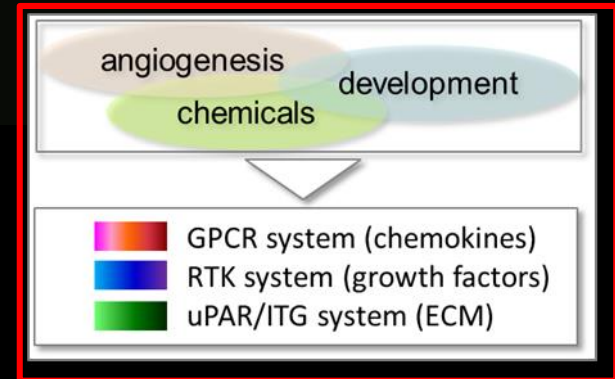 angiogenesis
development
chemicals
GPCR system (chemokines)
RTK system (growth factors)
uPAR/ITG system (ECM)